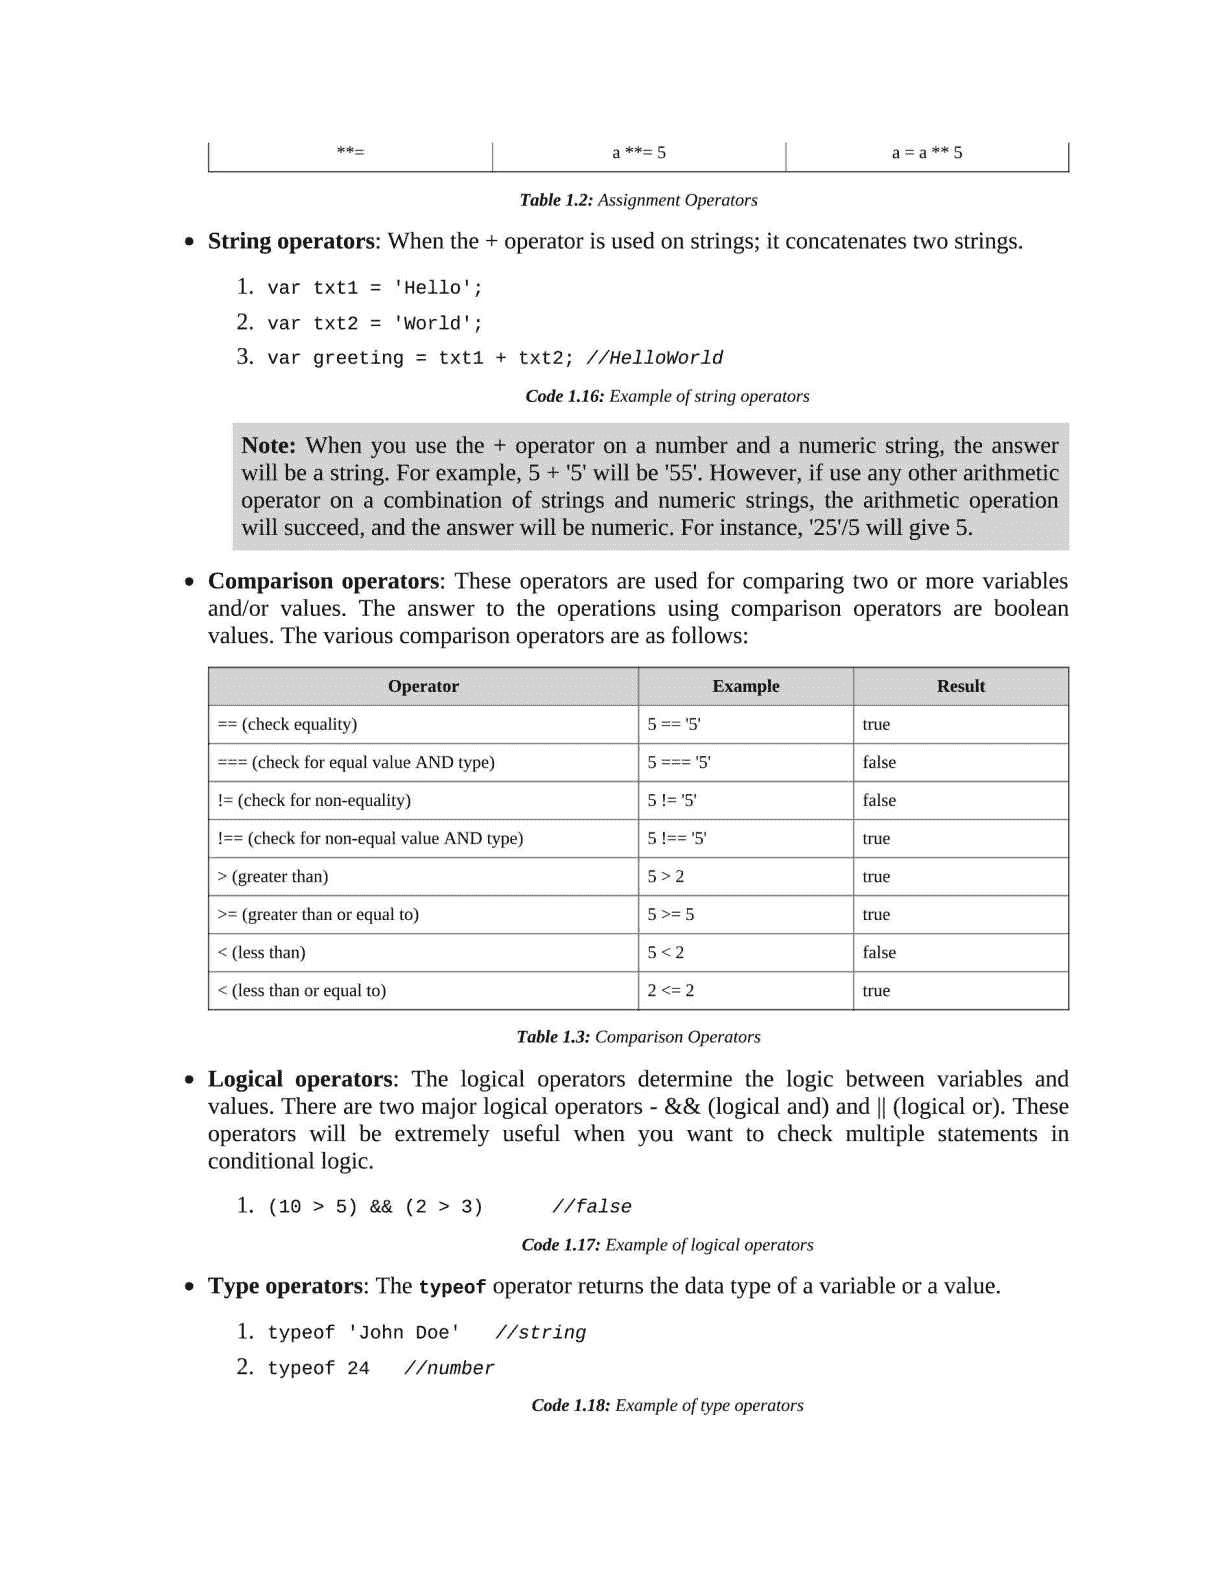 **= a **= 5 a = a ** 5
Table 1.2: Assignment Operators
• String operators: When the + operator is used on strings; it concatenates two strings.
1. var txt1 = 'Hello';
2. var txt2 = 'World';
3. var greeting = txt1 + txt2; //HelloWorld
Code 1.16: Example of string operators
Note: When you use the + operator on a number and a numeric string, the answer
will be a string. For example, 5 + '5' will be '55'. However, if use any other arithmetic
operator on a combination of strings and numeric strings, the arithmetic operation
will succeed, and the answer will be numeric. For instance, '25'/5 will give 5.
• Comparison operators: These operators are used for comparing two or more variables
and/or values. The answer to the operations using comparison operators are boolean
values. The various comparison operators are as follows:
Operator Example Result
== (check equality) 5 == '5' true
=== (check for equal value AND type) 5 === '5' false
!= (check for non-equality) 5 != '5' false
!== (check for non-equal value AND type) 5 !== '5' true
> (greater than) 5 > 2 true
>= (greater than or equal to) 5 >= 5 true
< (less than) 5 < 2 false
< (less than or equal to) 2 <= 2 true
Table 1.3: Comparison Operators
• Logical operators: The logical operators determine the logic between variables and
values. There are two major logical operators - && (logical and) and || (logical or). These
operators will be extremely useful when you want to check multiple statements in
conditional logic.
1. (10 > 5) && (2 > 3) //false
Code 1.17: Example of logical operators
• Type operators: The typeof operator returns the data type of a variable or a value.
1. typeof 'John Doe' //string
2. typeof 24 //number
Code 1.18: Example of type operators